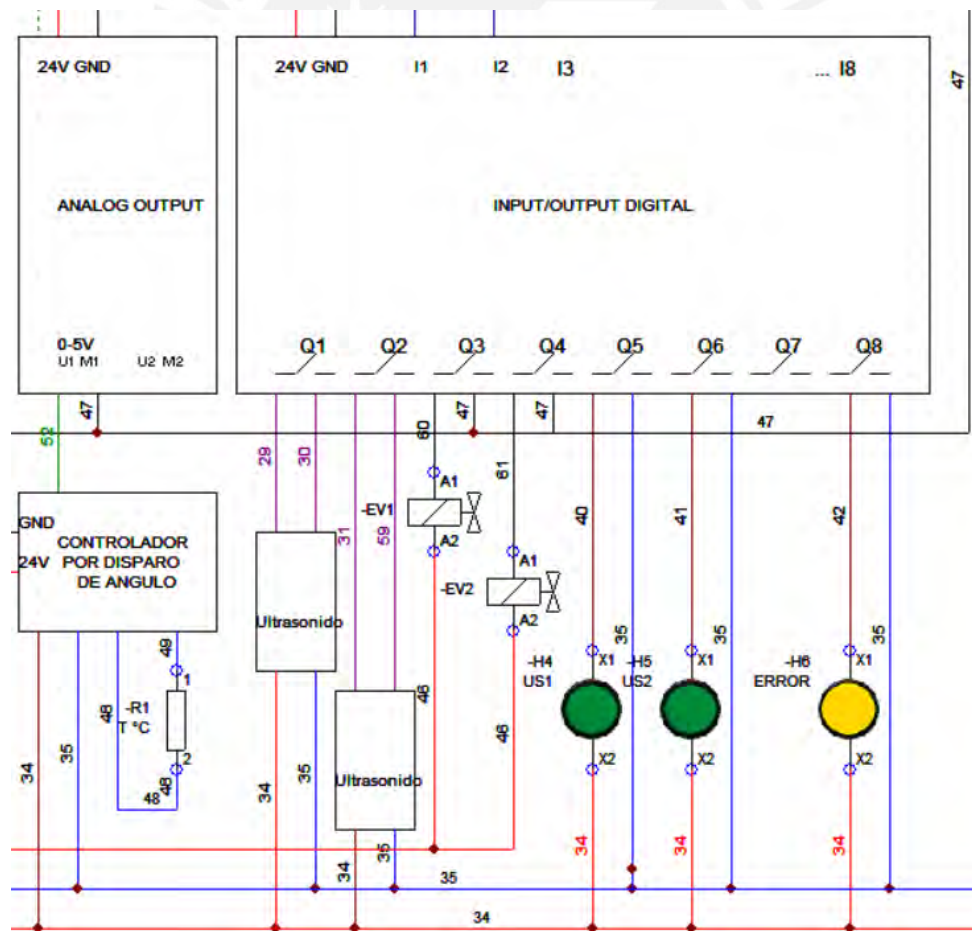 24V GND
24V GND I1 I2 I3 ... I8
47
ANALOG OUTPUT
INPUT/OUTPUT DIGITAL
0-5V
U1 M1 U2 M2
Q1 Q2 Q3 Q4 Q5 Q6 Q7 Q8
47
47
47
47
52
29
30
31
59
60
61
40
41
42
GND
24V
CONTROLADOR
POR DISPARO
DE ANGULO
A1
-EV1
A2
A1
-EV2
A2
Ultrasonido
Ultrasonido
49
1
-R1
T °C
2
48
48
48
46
46
35
35
35
X1
X1
X1
-H4
US1
-H5
US2
-H6
ERROR
X2
X2
X2
34
35
34
35
34
35
34
34
34
35
34